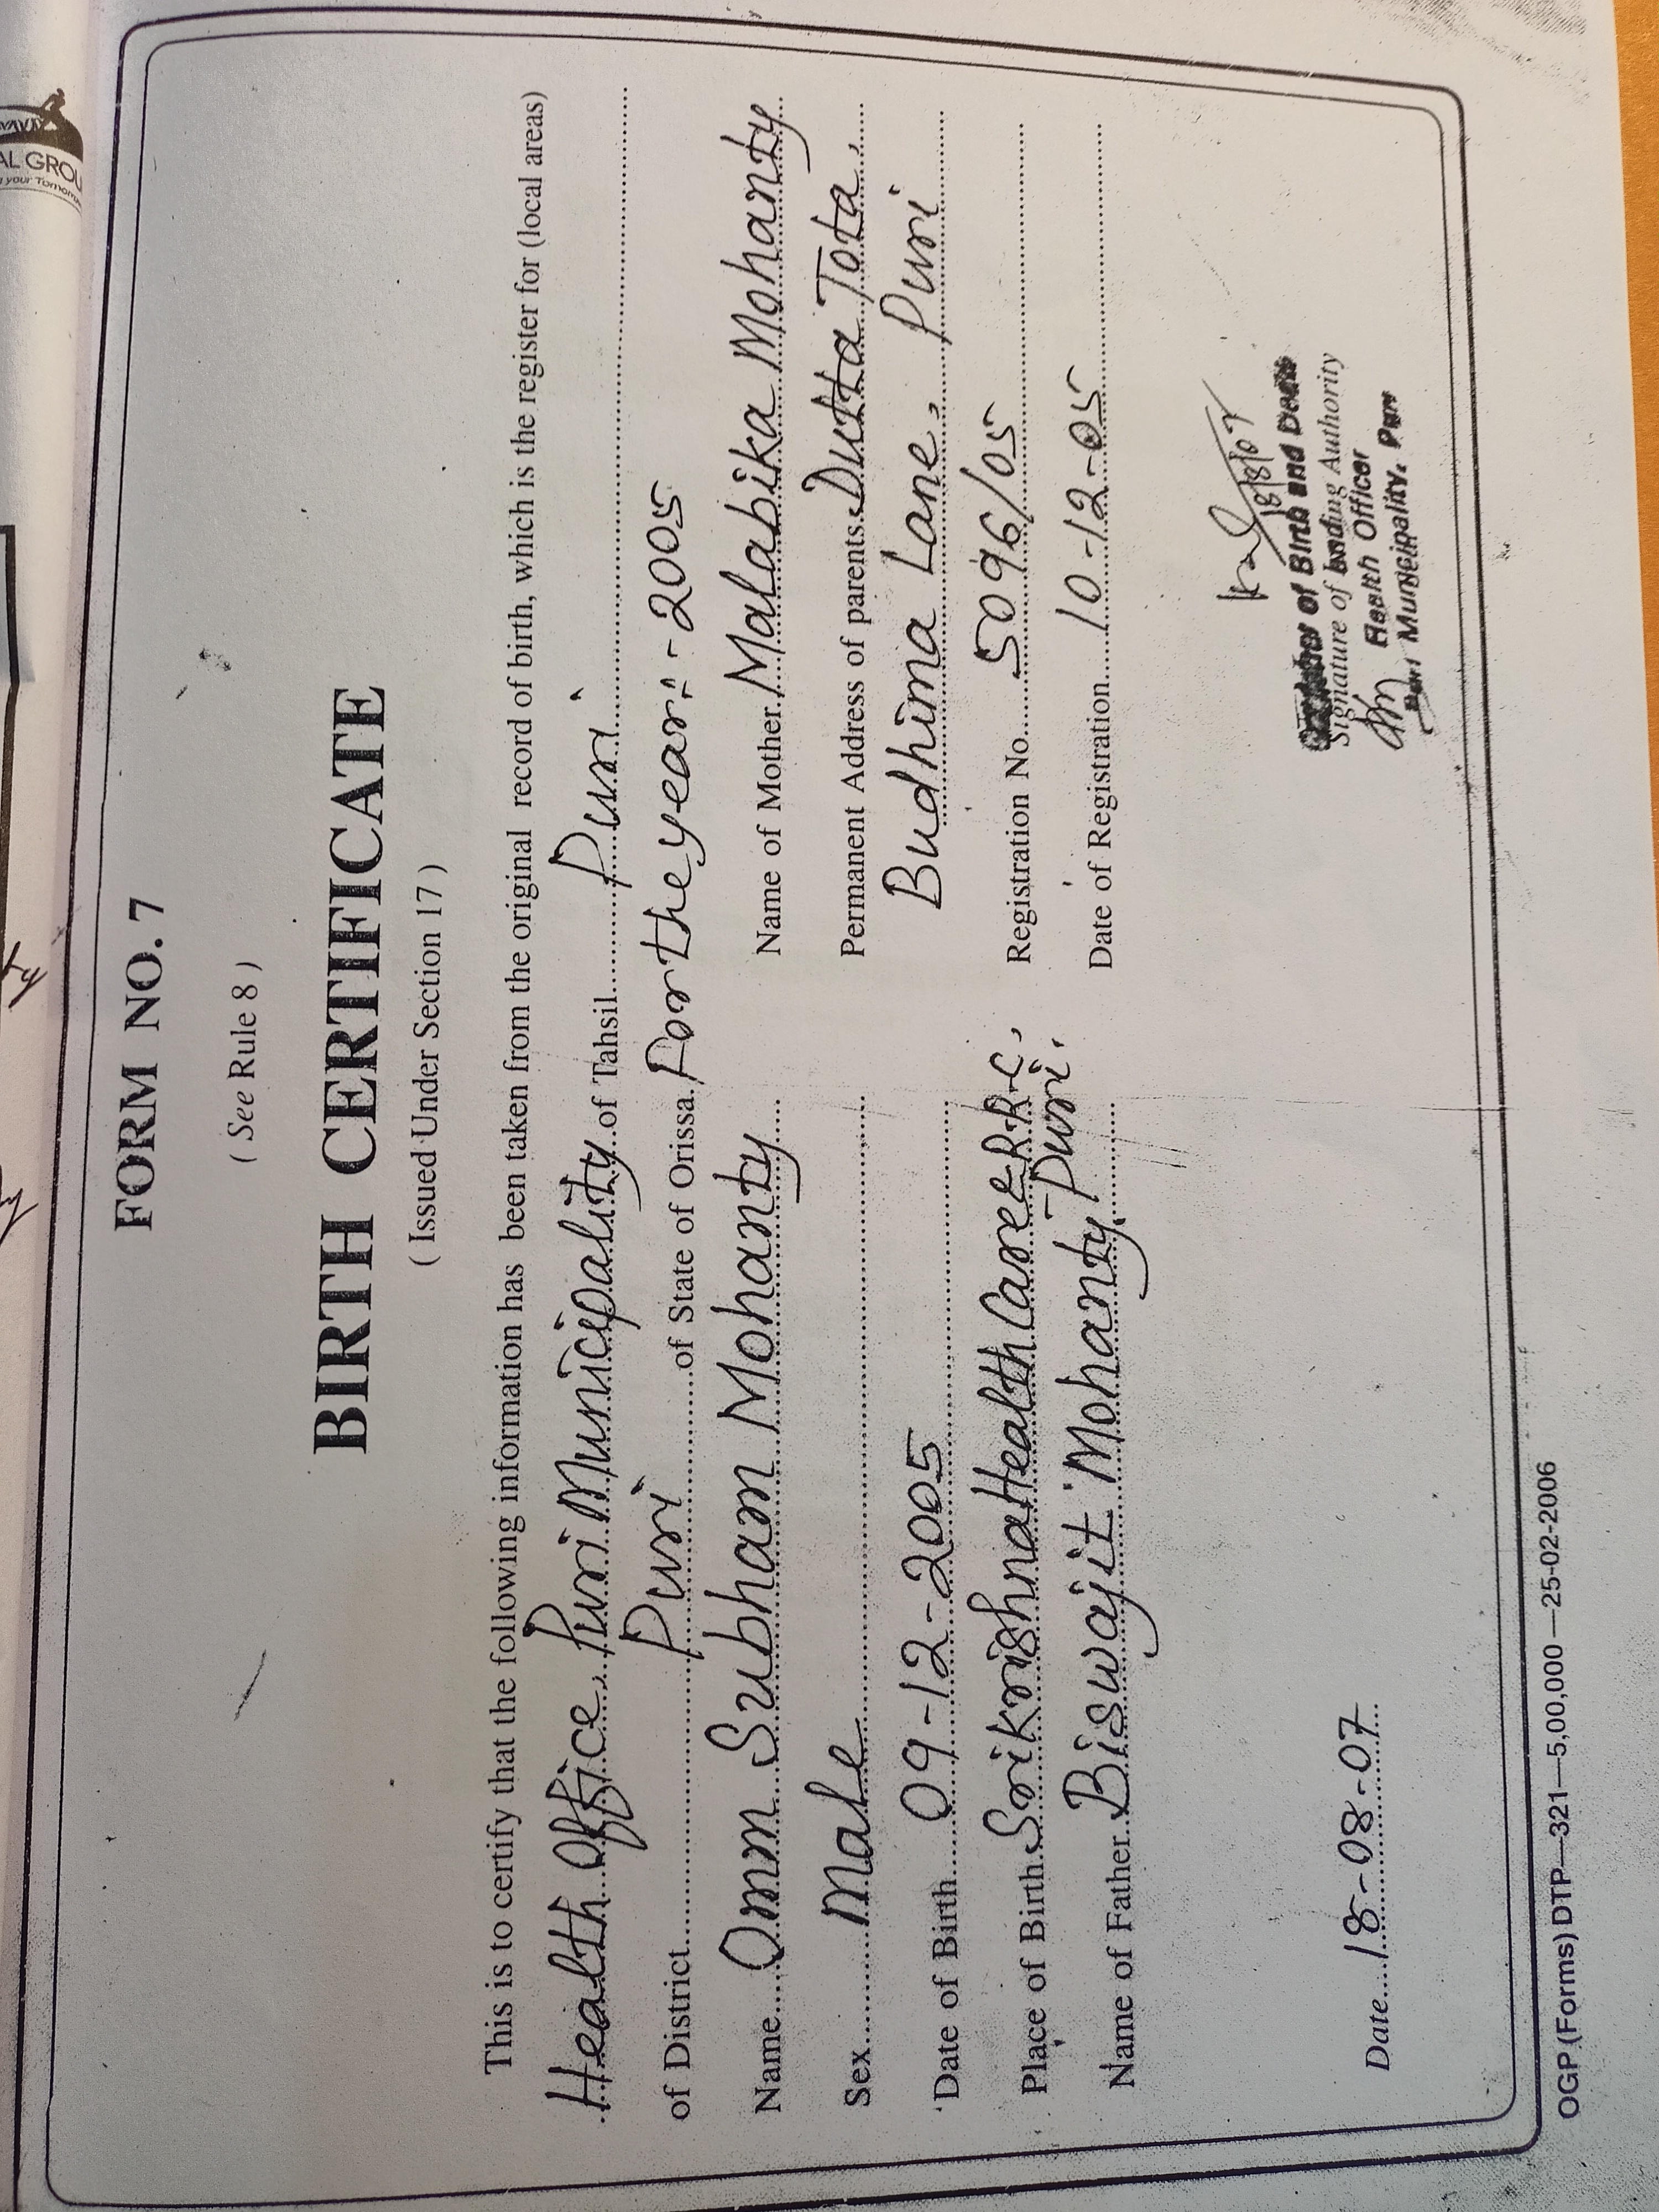 AL GROU
your Tomorr
FORM NO. 7
( See Rule 8 )
BIRTH CERTIFICATE
( Issued Under Section 17 )
This is to certify that the following information has been taken from the original record of birth, which is the register for (local areas)
Health Office, Puri Municipality of Tahsil Puri
of District Puri of State of Orissa. For the year :- 2005
Name Omm Subham Mohanty
Name of Mother Malabika Mohanty
Sex Male
Permanent Address of parents Dutta Tota,
Budhima Lane, Puri
Date of Birth 09-12-2005
Registration No. 5096/05
Place of Birth Srikrishna Health Care R.R.C,
Puri.
Date of Registration 10-12-05
Name of Father Biswajit Mohanty
18/8/07
of Birth and Death
Signature of Authority
Health Officer
Municipality, Puri
Date 18-08-07
OGP (Forms) DTP—321—5,00,000—25-02-2006